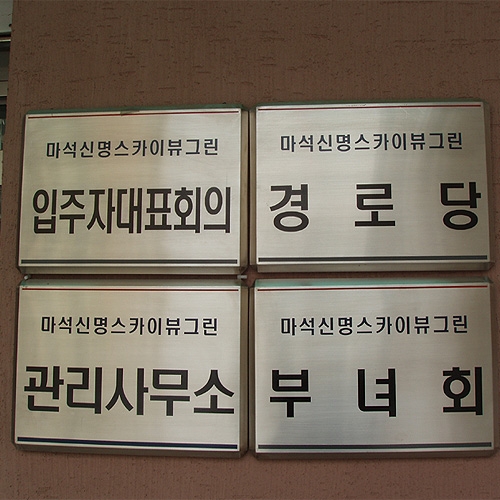 마석신명스카이뷰그린
입주자대표회의
마석신명스카이뷰그린
경 로 당
마석신명스카이뷰그린
관리사무소
마석신명스카이뷰그린
부 녀 회